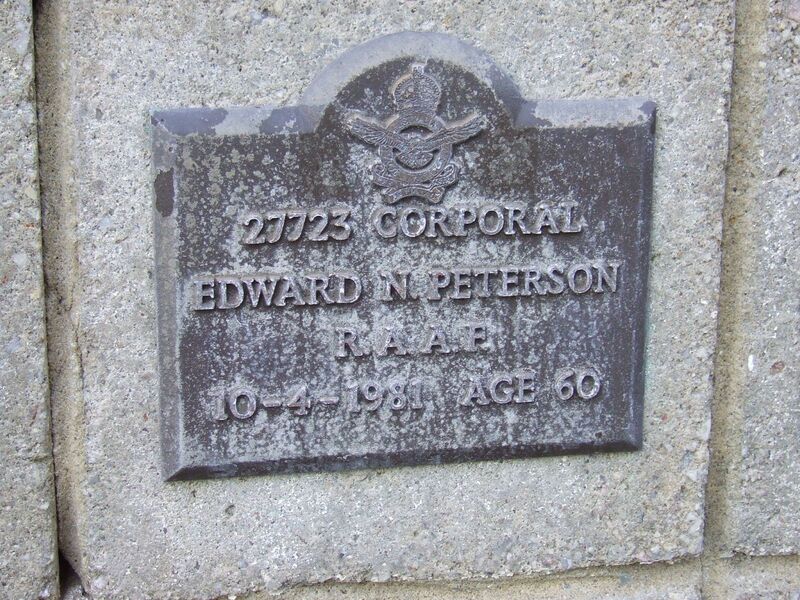 27723 CORPORAL
EDWARD N. PETERSON
R.A.A.F.
10-4-1981 AGE 60